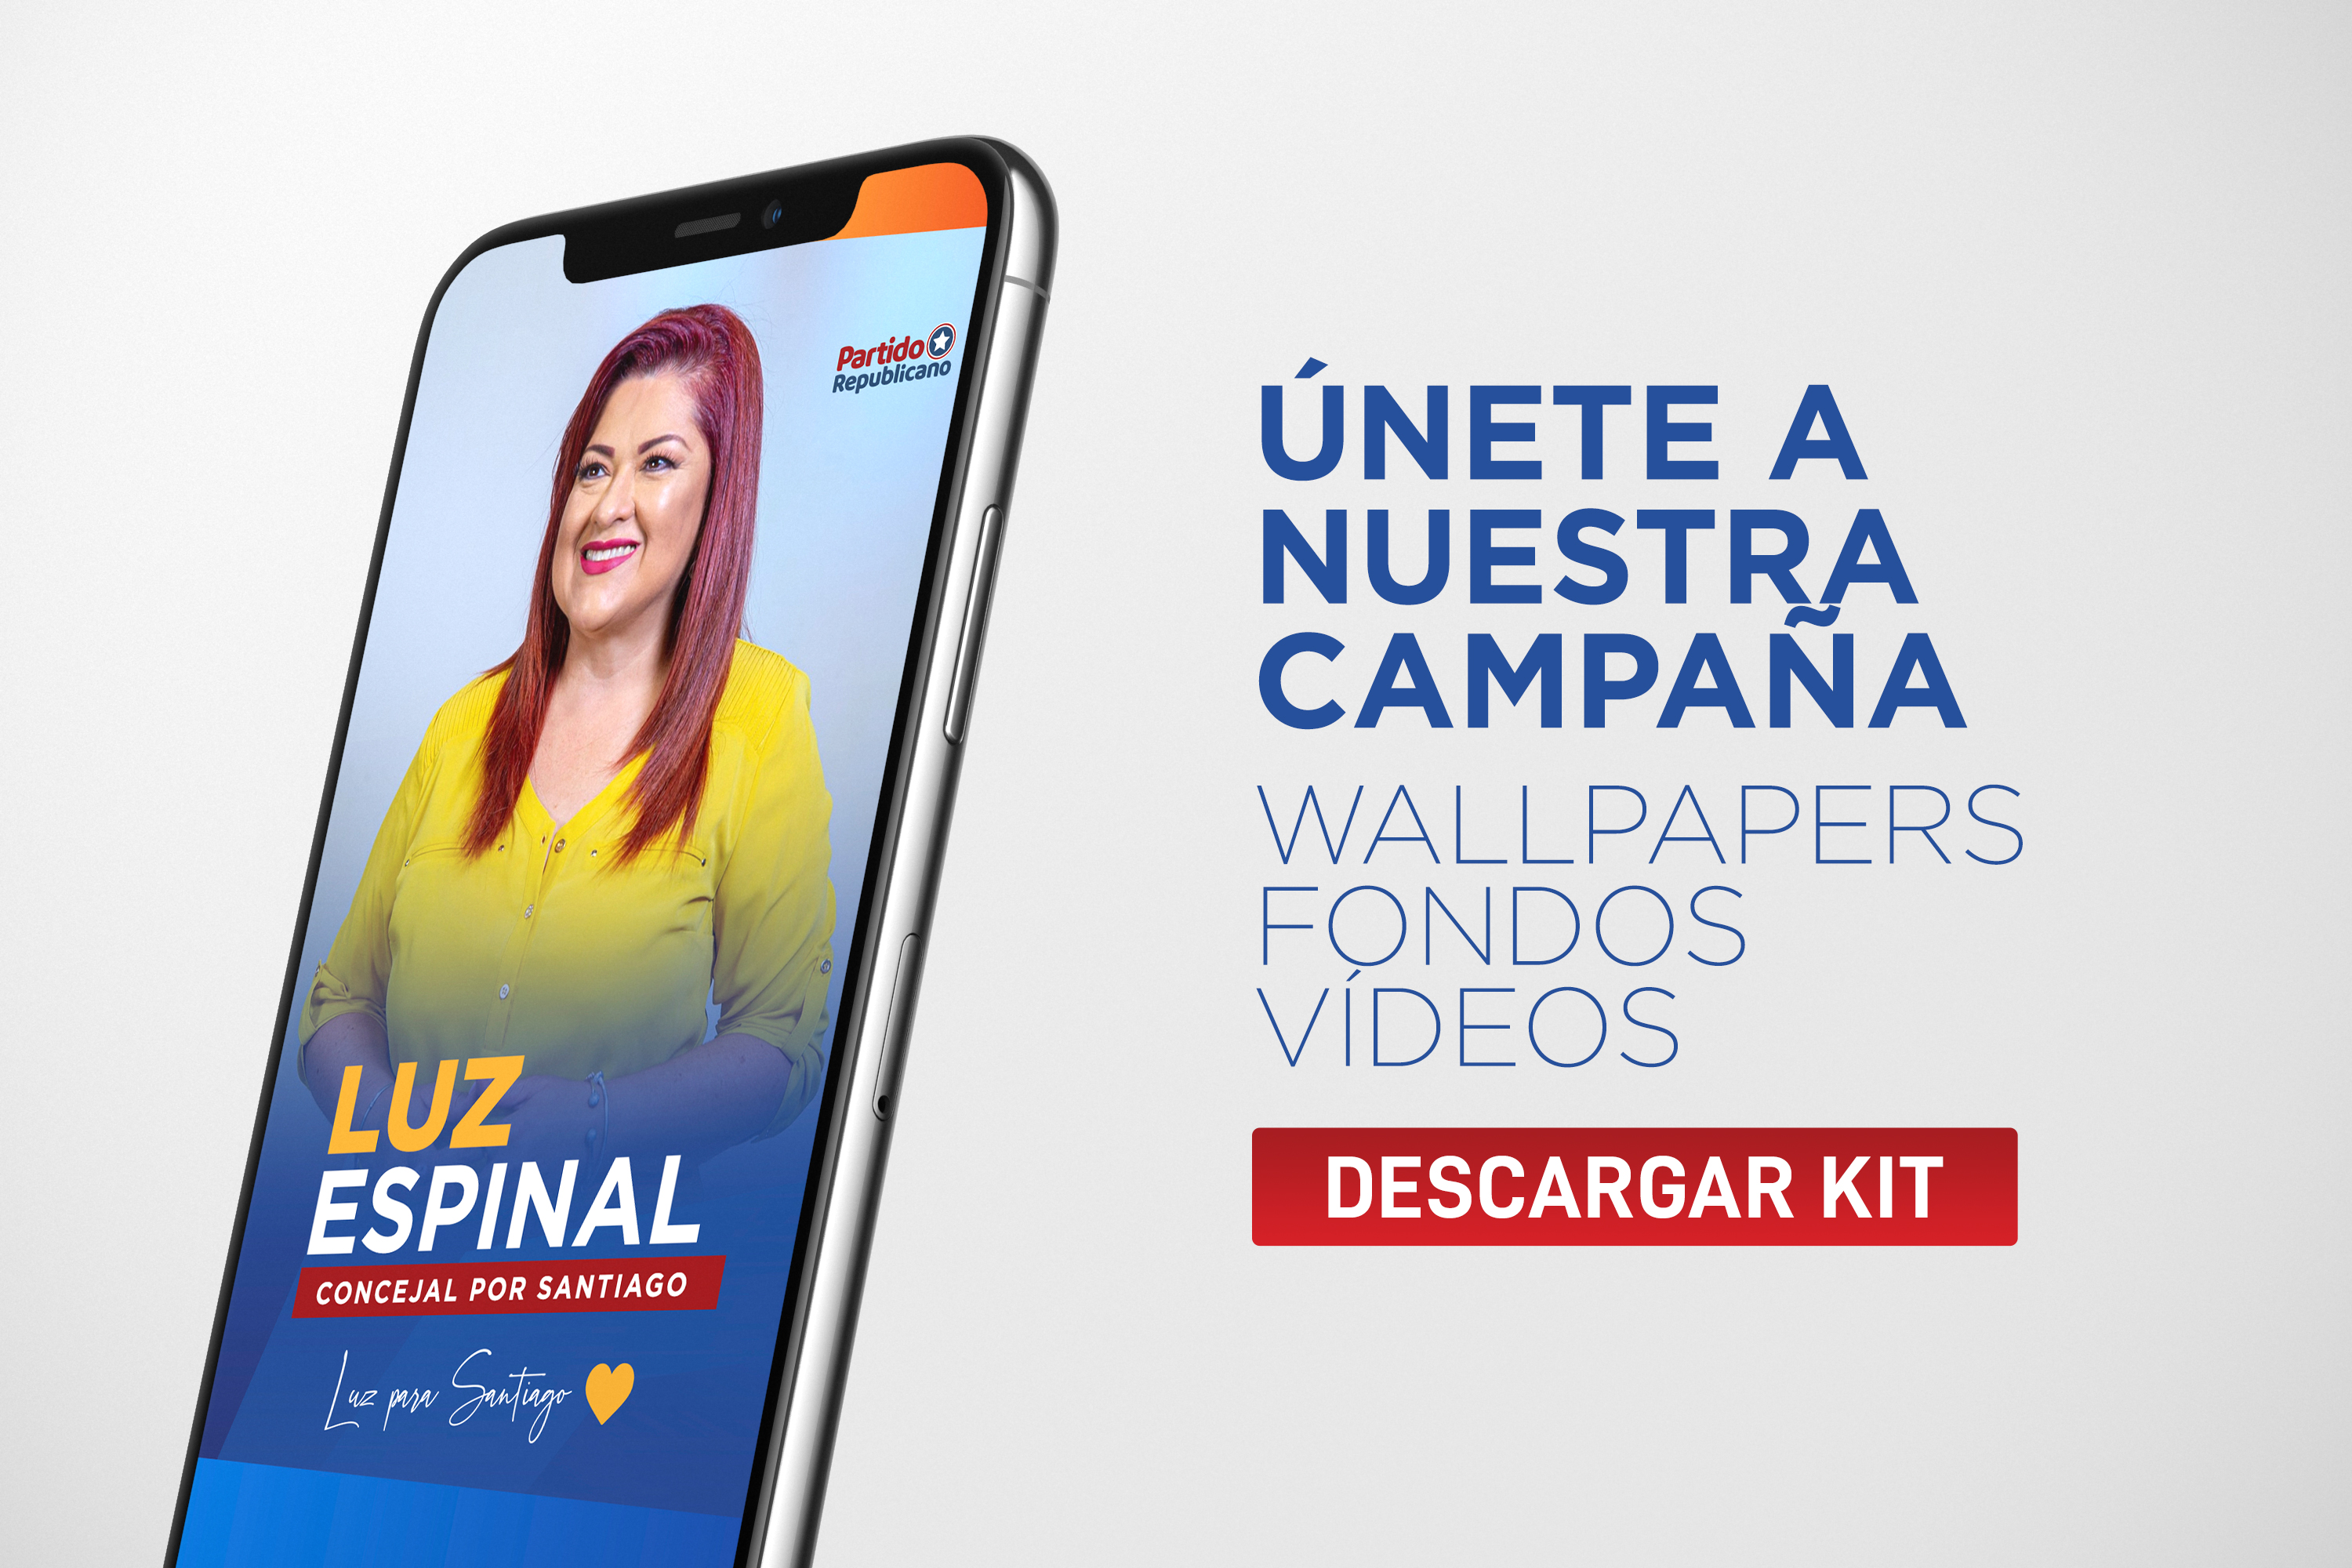 Partido
Republicano
LUZ
ESPINAL
CONCEJAL POR SANTIAGO
Luz para Santiago
ÚNETE A
NUESTRA
CAMPAÑA
WALLPAPERS
FONDOS
VÍDEOS
DESCARGAR KIT